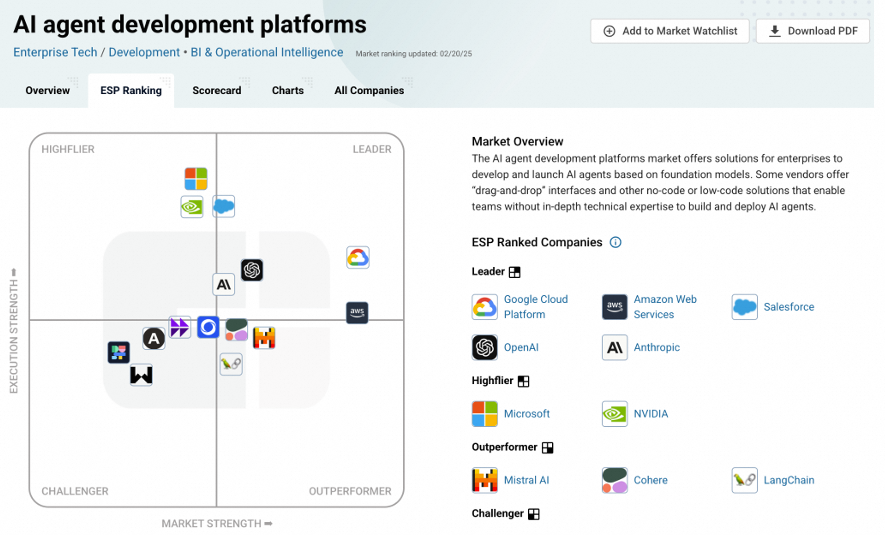 AI agent development platforms
Add to Market Watchlist
Download PDF
Enterprise Tech / Development • BI & Operational Intelligence
Market ranking updated: 02/20/25
Overview
ESP Ranking
Scorecard
Charts
All Companies
HIGHFLIER
LEADER
CHALLENGER
OUTPERFORMER
EXECUTION STRENGTH ➡
MARKET STRENGTH ➡
A\
aws
A
W
Market Overview
The AI agent development platforms market offers solutions for enterprises to
develop and launch AI agents based on foundation models. Some vendors offer
“drag-and-drop” interfaces and other no-code or low-code solutions that enable
teams without in-depth technical expertise to build and deploy AI agents.
ESP Ranked Companies
Leader
Google Cloud
Platform
aws
Amazon Web
Services
Salesforce
OpenAI
A\
Anthropic
Highflier
Microsoft
NVIDIA
Outperformer
Mistral AI
Cohere
LangChain
Challenger